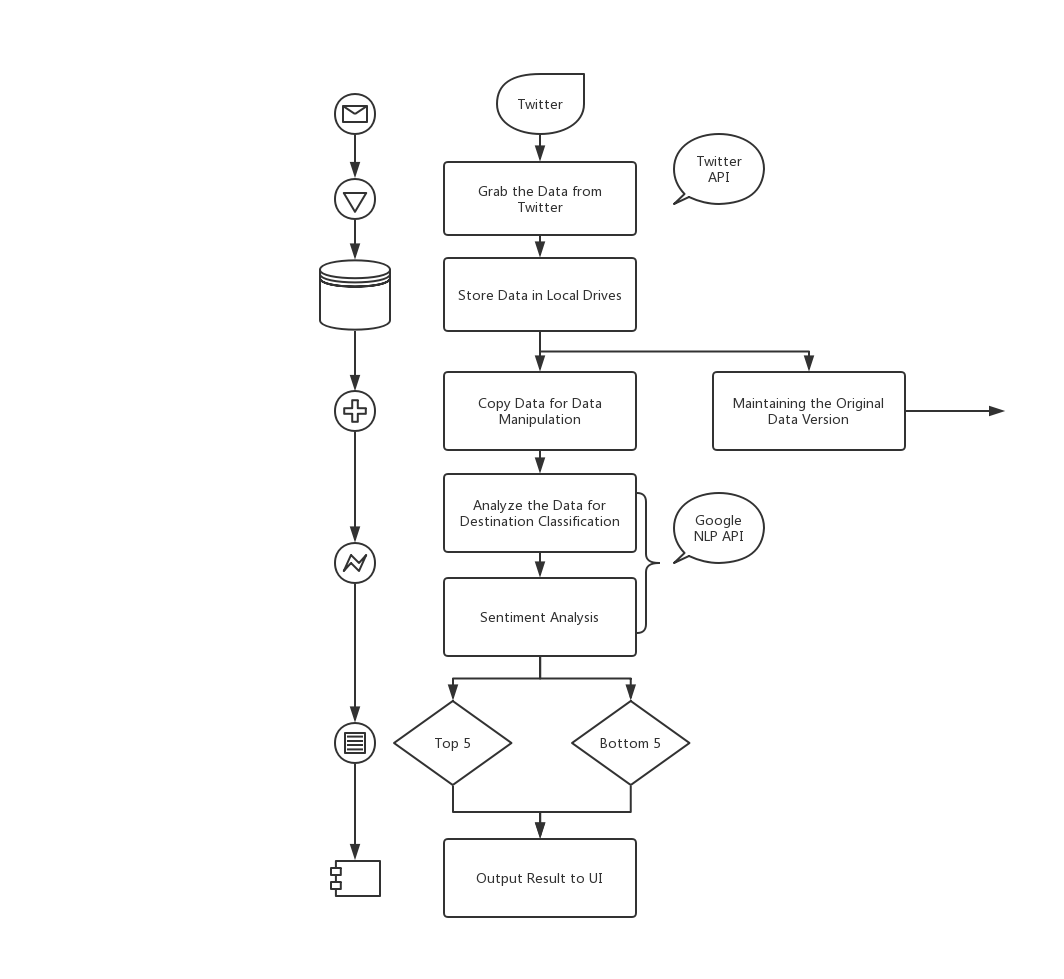 Twitter
Twitter
API
Grab the Data from
Twitter
Store Data in Local Drives
Copy Data for Data
Manipulation
Maintaining the Original
Data Version
Analyze the Data for
Destination Classification
Google
NLP API
Sentiment Analysis
Top 5
Bottom 5
Output Result to UI